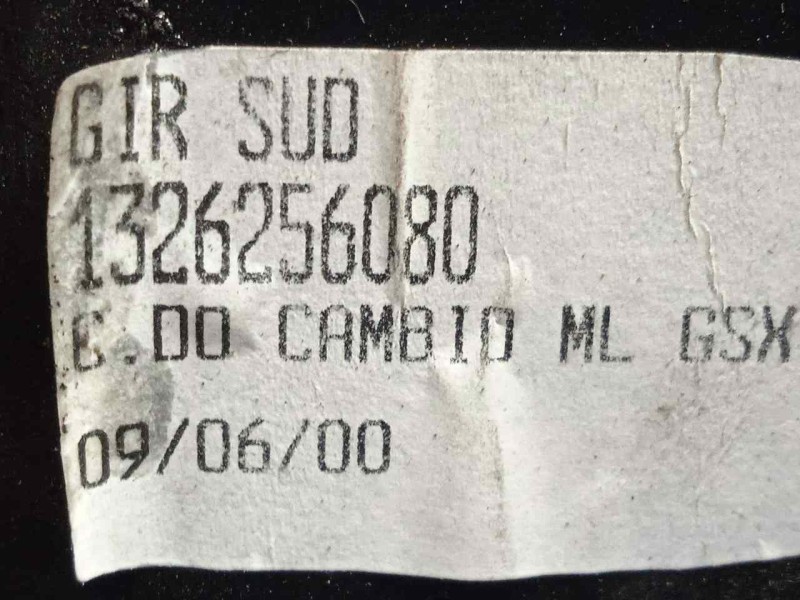 GIR SUD
1326256080
C.DO CAMBIO ML GSX
09/06/00